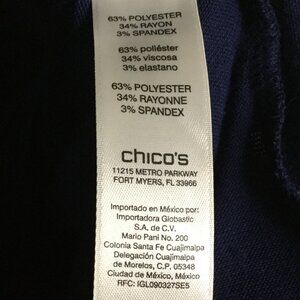 63% POLYESTER
34% RAYON
3% SPANDEX
63% poliéster
34% viscosa
3% elastano
63% POLYESTER
34% RAYONNE
3% SPANDEX
chico's
11215 METRO PARKWAY
FORT MYERS, FL 33966
Importado en México por:
Importadora Globastic
S.A. de C.V.
Mario Pani No. 200
Colonia Santa Fe Cuajimalpa
Delegación Cuajimalpa
de Morelos, C.P. 05348
Ciudad de México, México
RFC: IGL090327SE5